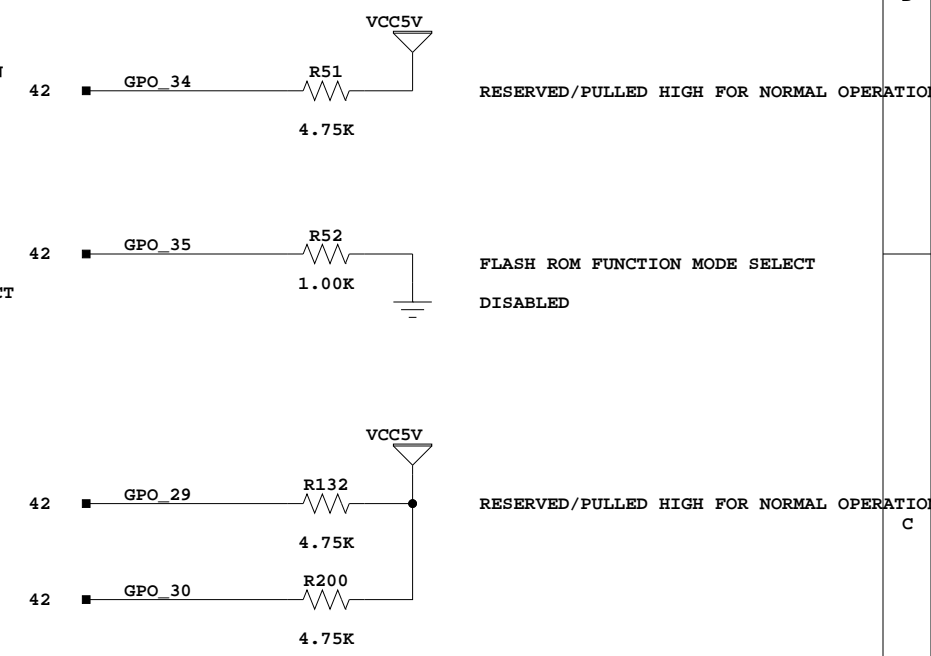 VCC5V
42 GPO_34 R51 RESERVED/PULLED HIGH FOR NORMAL OPERATION
4.75K
42 GPO_35 R52
1.00K
FLASH ROM FUNCTION MODE SELECT
DISABLED
VCC5V
42 GPO_29 R132 RESERVED/PULLED HIGH FOR NORMAL OPERATION
C
4.75K
42 GPO_30 R200
4.75K